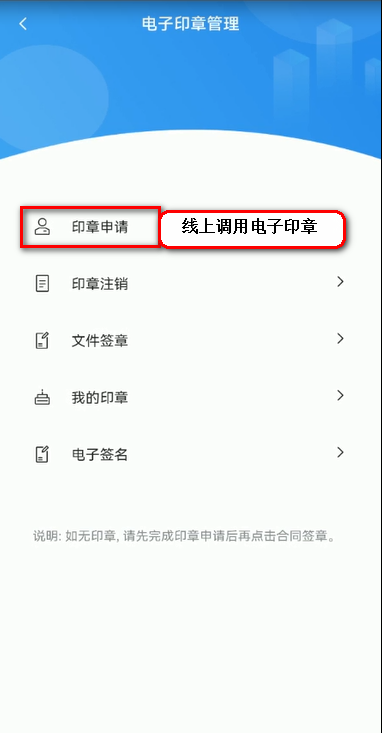 电子印章管理
印章申请
线上调用电子印章
印章注销
文件签章
我的印章
电子签名
说明: 如无印章, 请先完成印章申请后再点击合同签章。